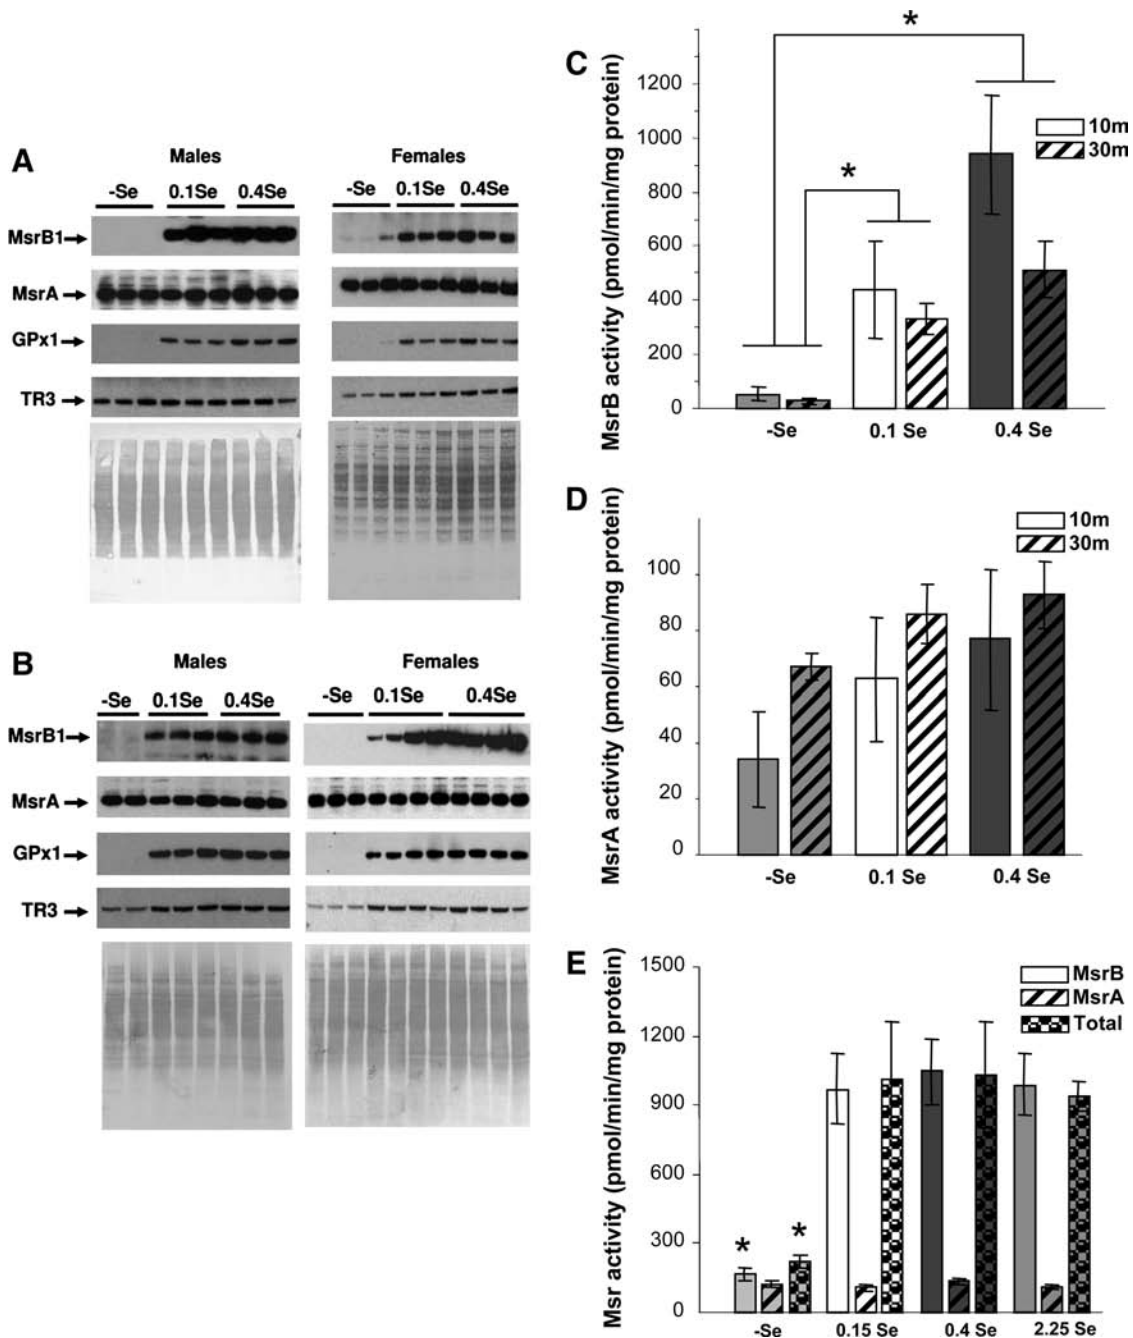 A
Males
Females
-Se 0.1Se 0.4Se
-Se 0.1Se 0.4Se
MsrB1
MsrA
GPx1
TR3
B
Males
Females
-Se 0.1Se 0.4Se
-Se 0.1Se 0.4Se
MsrB1
MsrA
GPx1
TR3
C
MsrB activity (pmol/min/mg protein)
1200
1000
800
600
400
200
0
*
*
10m
30m
-Se 0.1 Se 0.4 Se
D
MsrA activity (pmol/min/mg protein)
100
80
60
40
20
0
10m
30m
-Se 0.1 Se 0.4 Se
E
Msr activity (pmol/min/mg protein)
1500
1200
900
600
300
0
MsrB
MsrA
Total
* *
-Se 0.15 Se 0.4 Se 2.25 Se